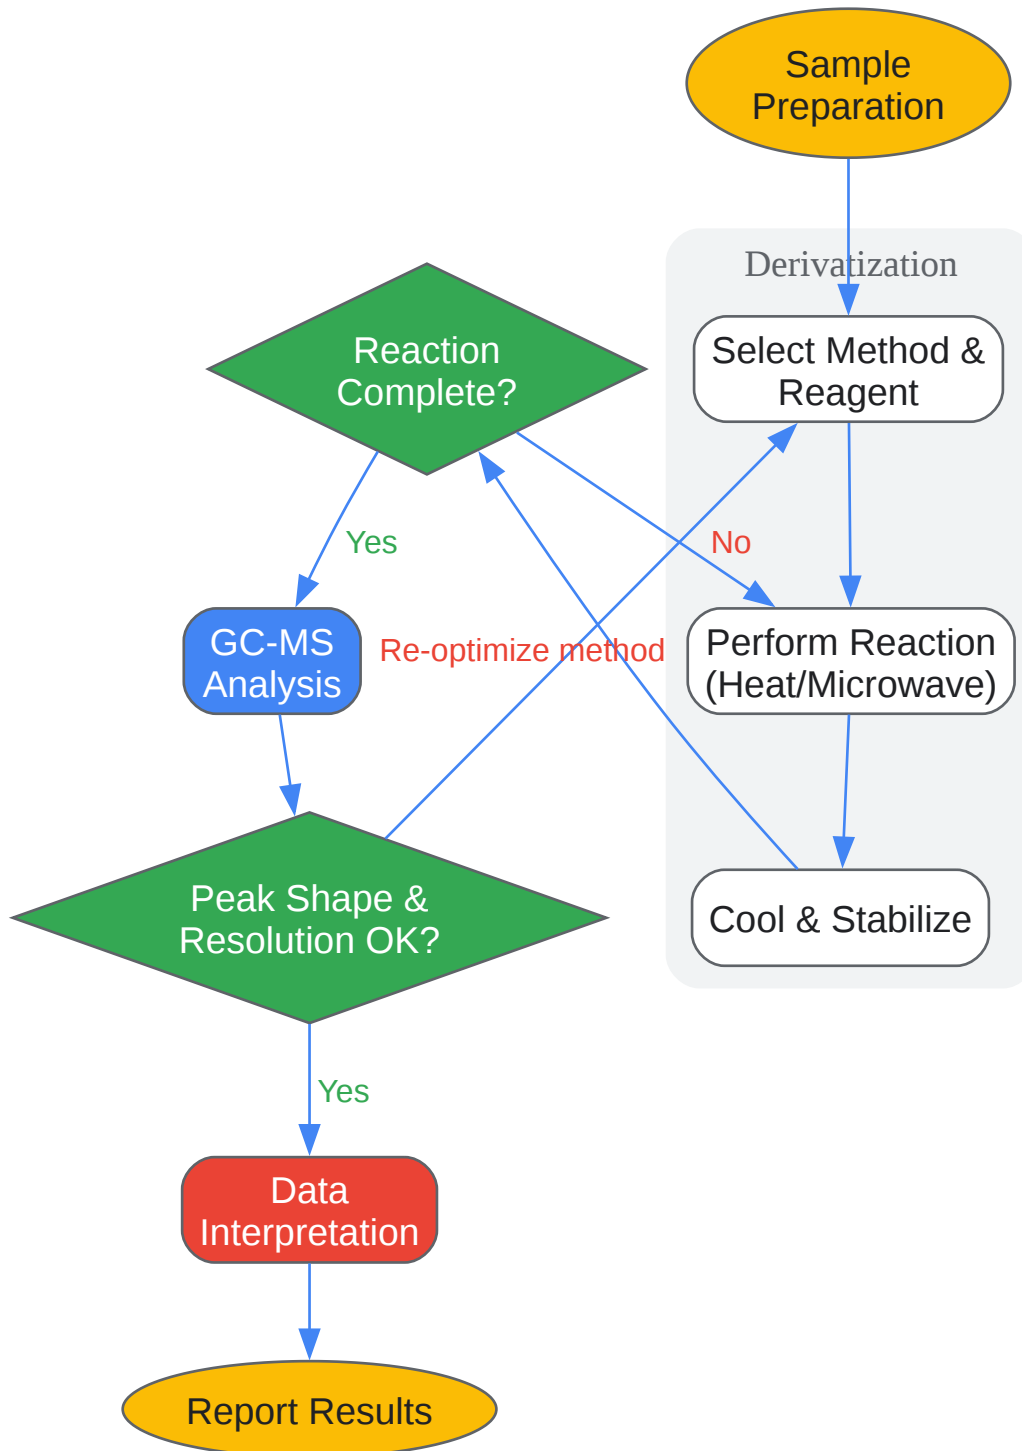 Sample
Preparation
Derivatization
Select Method &
Reagent
Reaction
Complete?
Yes
No
GC-MS
Analysis
Re-optimize method
Perform Reaction
(Heat/Microwave)
Peak Shape &
Resolution OK?
Cool & Stabilize
Yes
Data
Interpretation
Report Results